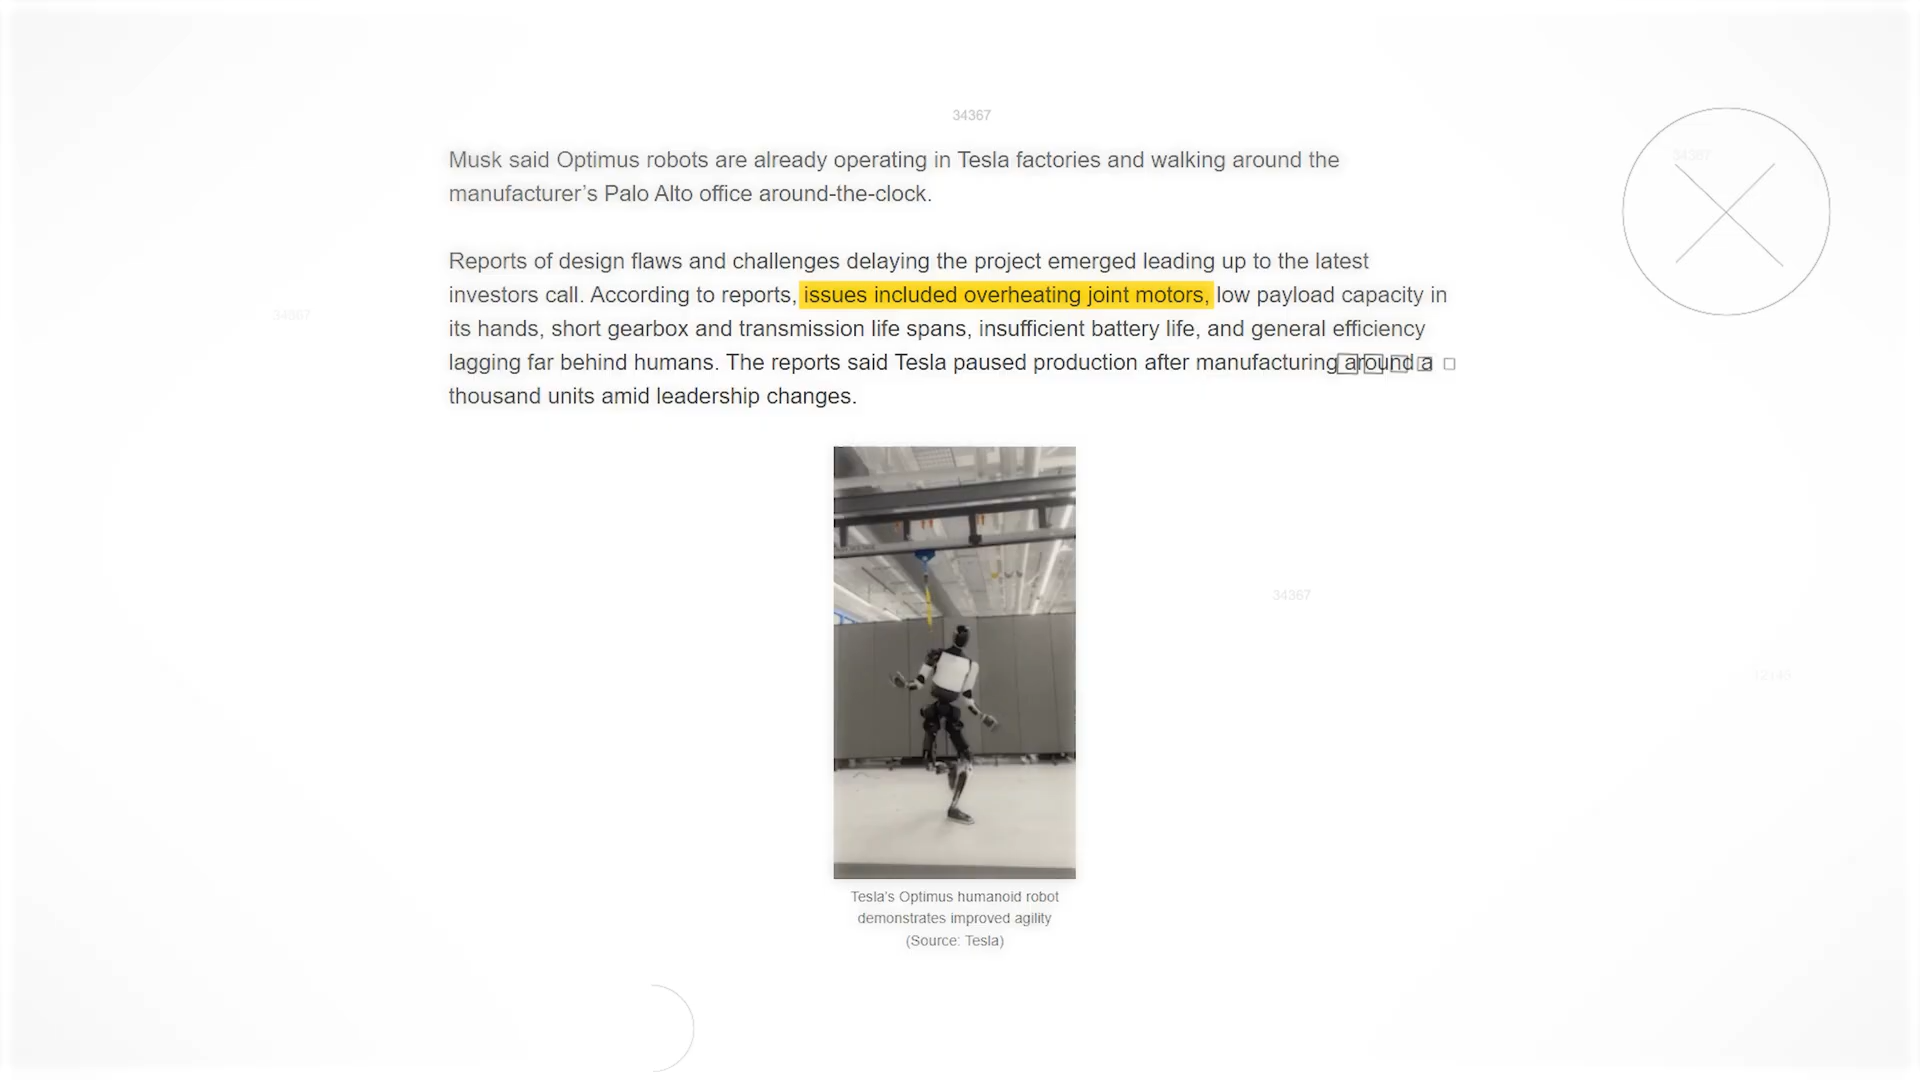 34367
Musk said Optimus robots are already operating in Tesla factories and walking around the
34367
manufacturer’s Palo Alto office around-the-clock.
Reports of design flaws and challenges delaying the project emerged leading up to the latest
investors call. According to reports, issues included overheating joint motors, low payload capacity in
34367
its hands, short gearbox and transmission life spans, insufficient battery life, and general efficiency
lagging far behind humans. The reports said Tesla paused production after manufacturing around a
thousand units amid leadership changes.
34367
12145
Tesla’s Optimus humanoid robot
demonstrates improved agility
(Source: Tesla)